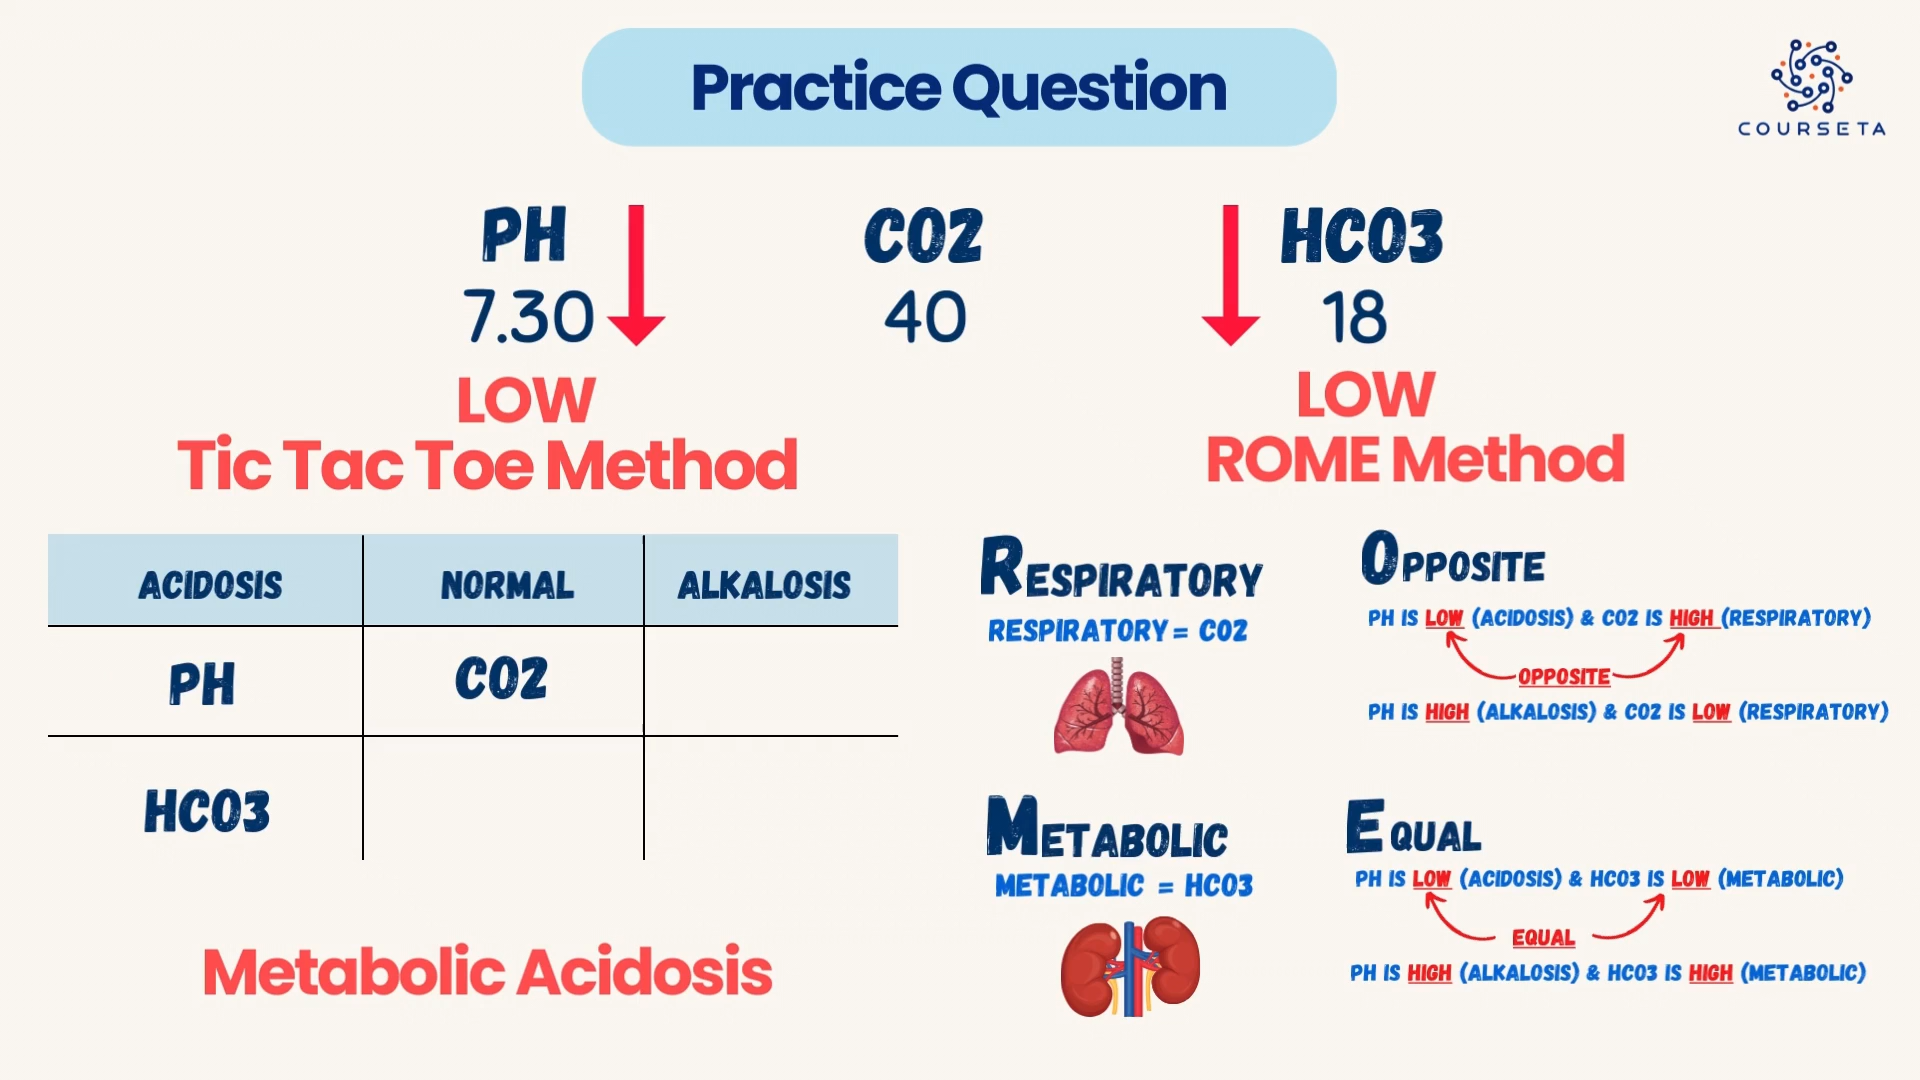 Practice Question
COURSETA
PH
CO2
HCO3
7.30
40
18
LOW
LOW
Tic Tac Toe Method
ROME Method
ACIDOSIS
NORMAL
ALKALOSIS
PH
CO2
HCO3
Metabolic Acidosis
RESPIRATORY
RESPIRATORY = CO2
OPPOSITE
PH IS LOW (ACIDOSIS) & CO2 IS HIGH (RESPIRATORY)
OPPOSITE
PH IS HIGH (ALKALOSIS) & CO2 IS LOW (RESPIRATORY)
METABOLIC
METABOLIC = HCO3
EQUAL
PH IS LOW (ACIDOSIS) & HCO3 IS LOW (METABOLIC)
EQUAL
PH IS HIGH (ALKALOSIS) & HCO3 IS HIGH (METABOLIC)